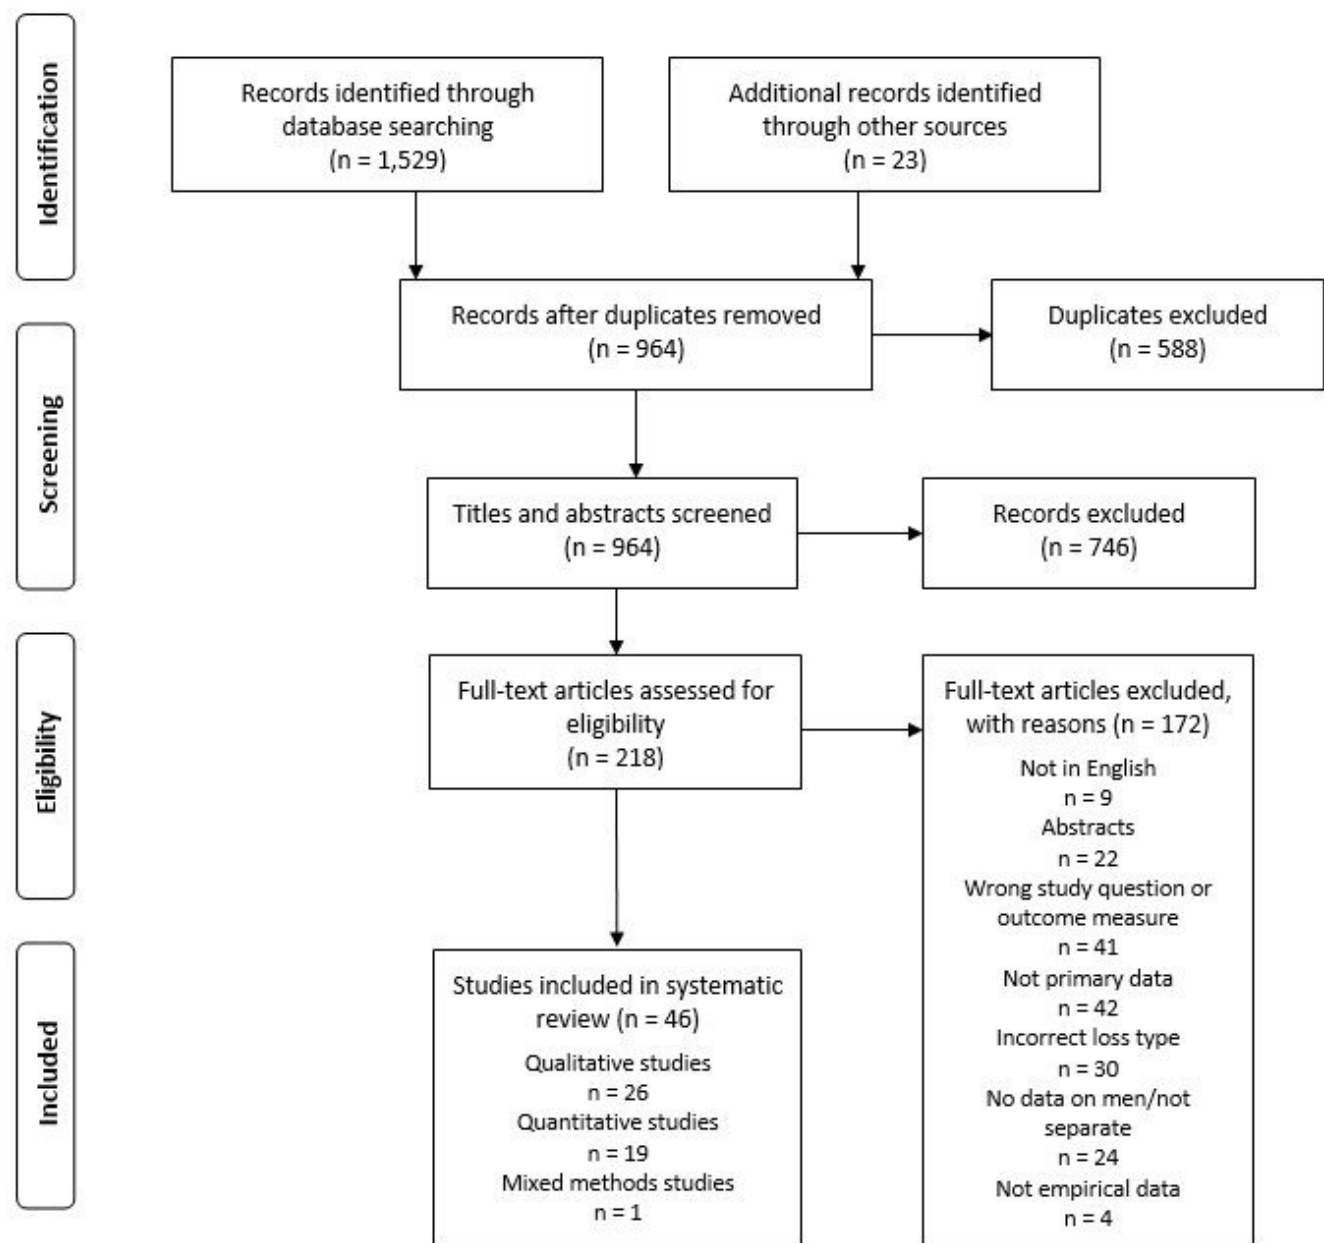 Identification
Records identified through
database searching
(n = 1,529)
Additional records identified
through other sources
(n = 23)
Records after duplicates removed
(n = 964)
Duplicates excluded
(n = 588)
Screening
Titles and abstracts screened
(n = 964)
Records excluded
(n = 746)
Eligibility
Full-text articles assessed for
eligibility
(n = 218)
Full-text articles excluded,
with reasons (n = 172)
Not in English
n = 9
Abstracts
n = 22
Wrong study question or
outcome measure
n = 41
Not primary data
n = 42
Incorrect loss type
n = 30
No data on men/not
separate
n = 24
Not empirical data
n = 4
Included
Studies included in systematic
review (n = 46)
Qualitative studies
n = 26
Quantitative studies
n = 19
Mixed methods studies
n = 1